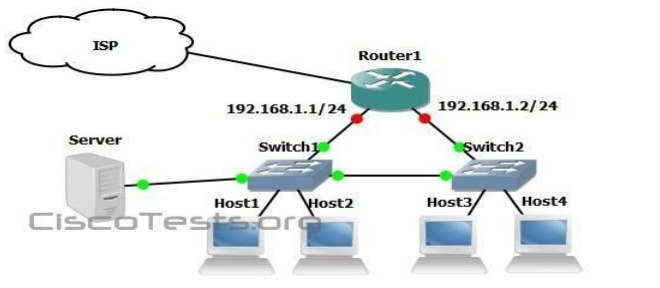 ISP
Router1
192.168.1.1/24
192.168.1.2/24
Server
Switch1
Switch2
Host1
Host2
Host3
Host4
CiscoTests.org